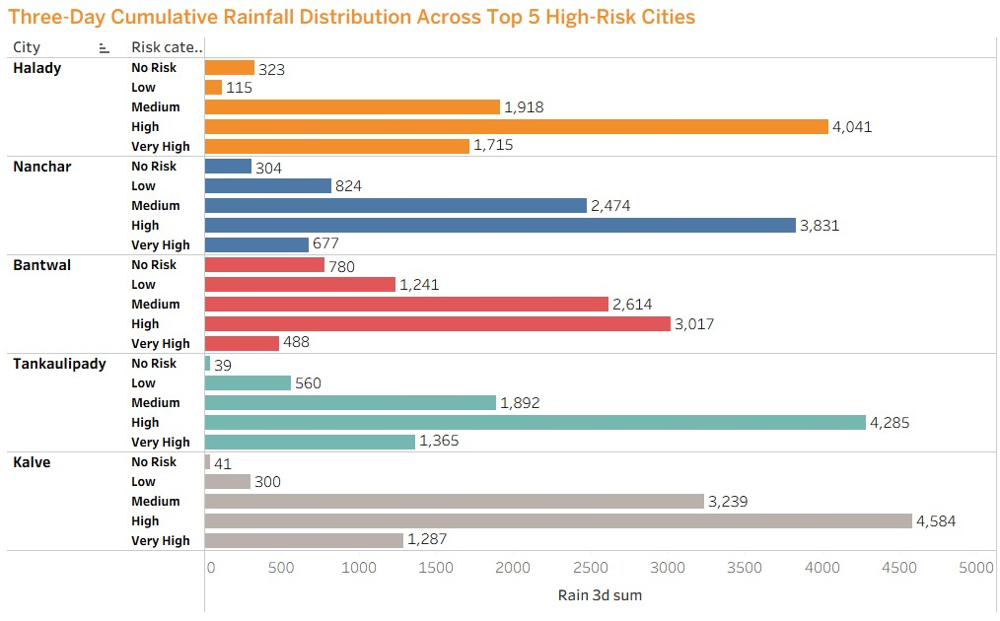 Three-Day Cumulative Rainfall Distribution Across Top 5 High-Risk Cities
City Risk cate..
Halady No Risk 323
Low 115
Medium 1,918
High 4,041
Very High 1,715
Nanchar No Risk 304
Low 824
Medium 2,474
High 3,831
Very High 677
Bantwal No Risk 780
Low 1,241
Medium 2,614
High 3,017
Very High 488
Tankaulipady No Risk 39
Low 560
Medium 1,892
High 4,285
Very High 1,365
Kalve No Risk 41
Low 300
Medium 3,239
High 4,584
Very High 1,287
0 500 1000 1500 2000 2500 3000 3500 4000 4500 5000
Rain 3d sum